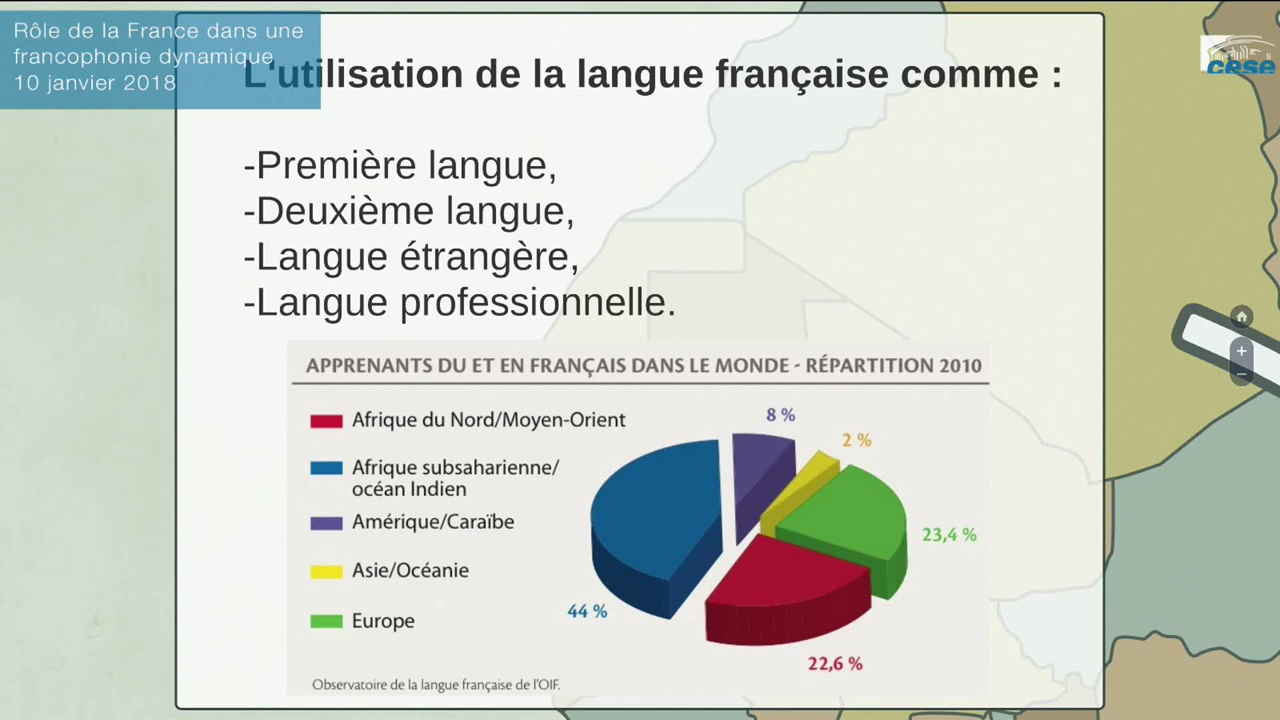 Rôle de la France dans une
francophonie dynamique
10 janvier 2018
cese
L'utilisation de la langue française comme :
-Première langue,
-Deuxième langue,
-Langue étrangère,
-Langue professionnelle.
APPRENANTS DU ET EN FRANÇAIS DANS LE MONDE - RÉPARTITION 2010
Afrique du Nord/Moyen-Orient
Afrique subsaharienne/
océan Indien
Amérique/Caraïbe
Asie/Océanie
Europe
8 %
2 %
23,4 %
44 %
22,6 %
Observatoire de la langue française de l'OIF.